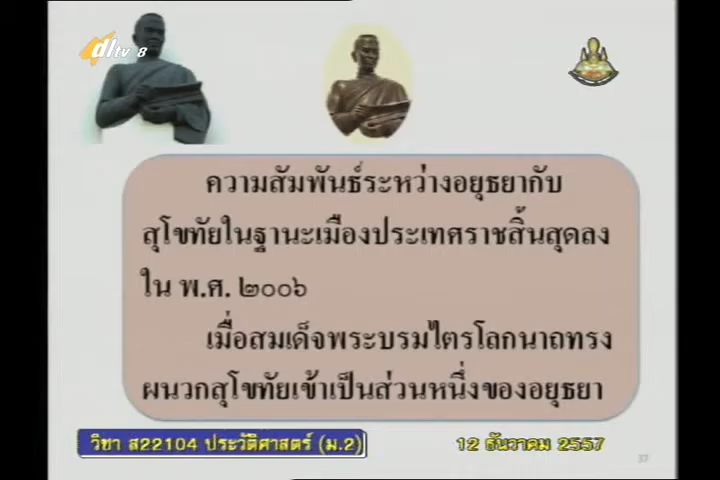 dltv 8
ความสัมพันธ์ระหว่างอยุธยากับ
สุโขทัยในฐานะเมืองประเทศราชสิ้นสุดลง
ใน พ.ศ. ๒๐๐๖
เมื่อสมเด็จพระบรมไตรโลกนาถทรง
ผนวกสุโขทัยเข้าเป็นส่วนหนึ่งของอยุธยา
วิชา ส22104 ประวัติศาสตร์ (ม.2)
12 ธันวาคม 2557
37